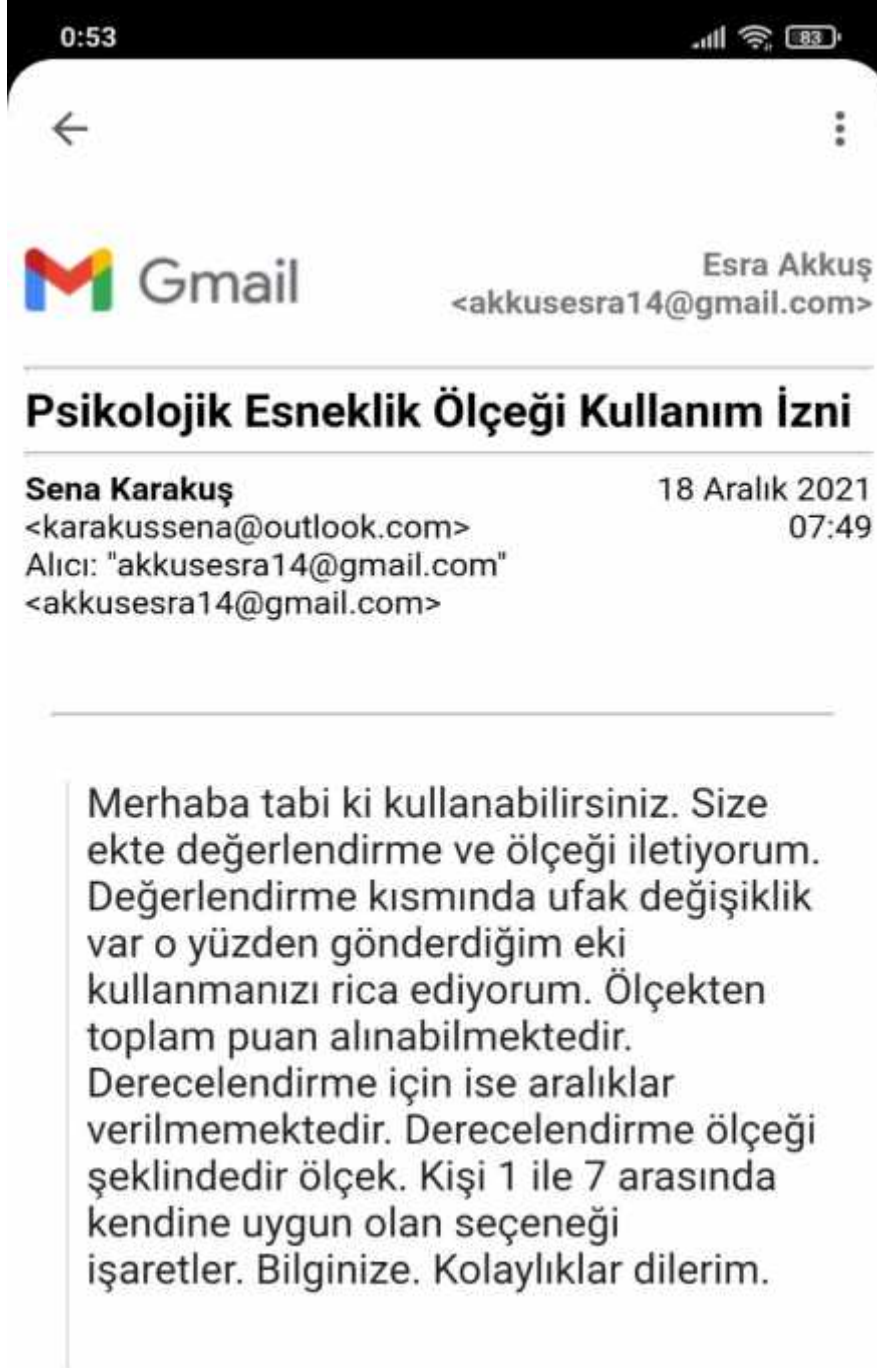 0:53
83
Gmail
Esra Akkuş
<akkusesra14@gmail.com>
Psikolojik Esneklik Ölçeği Kullanım İzni
Sena Karakuş 18 Aralık 2021
<karakussena@outlook.com> 07:49
Alıcı: "akkusesra14@gmail.com"
<akkusesra14@gmail.com>
Merhaba tabi ki kullanabilirsiniz. Size
ekte değerlendirme ve ölçeği iletiyorum.
Değerlendirme kısmında ufak değişiklik
var o yüzden gönderdiğim eki
kullanmanızı rica ediyorum. Ölçekten
toplam puan alınabilmektedir.
Derecelendirme için ise aralıklar
verilmemektedir. Derecelendirme ölçeği
şeklindedir ölçek. Kişi 1 ile 7 arasında
kendine uygun olan seçeneği
işaretler. Bilginize. Kolaylıklar dilerim.